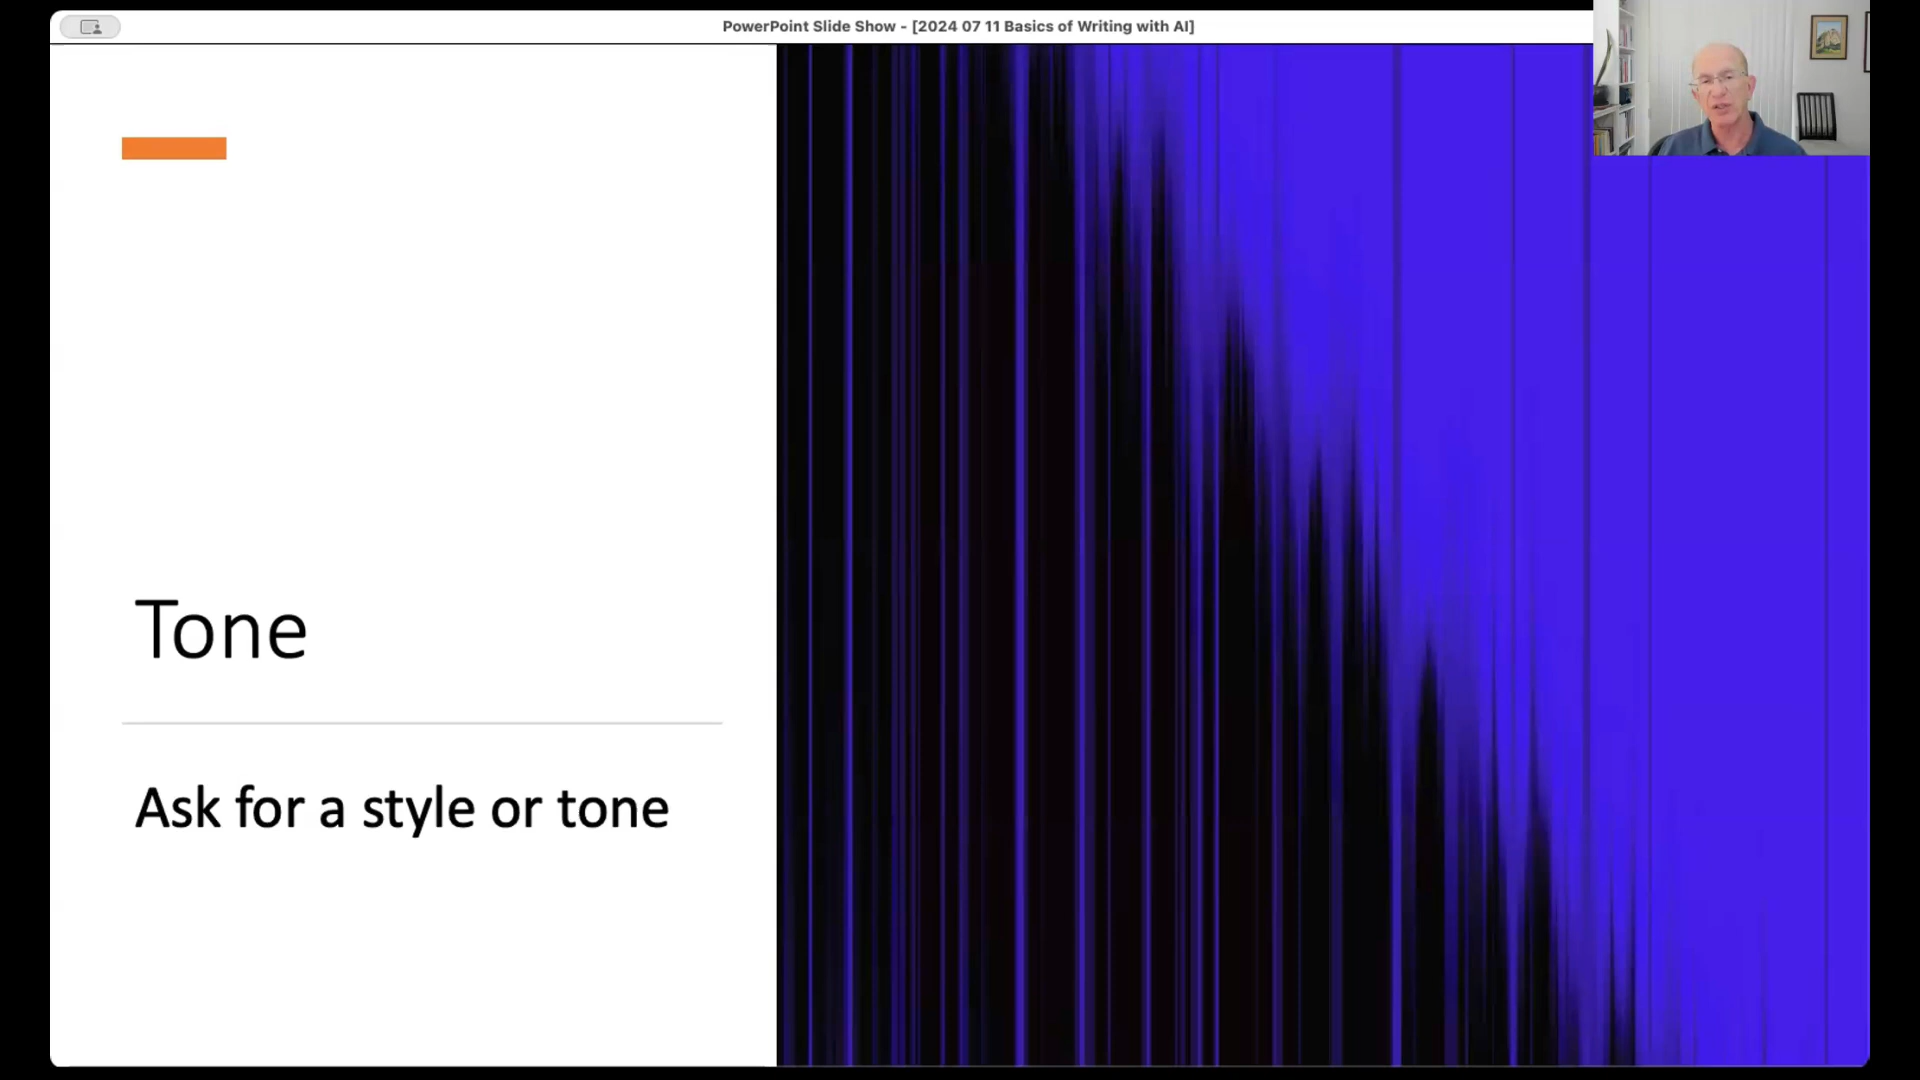 PowerPoint Slide Show - [2024 07 11 Basics of Writing with AI]
Tone
Ask for a style or tone